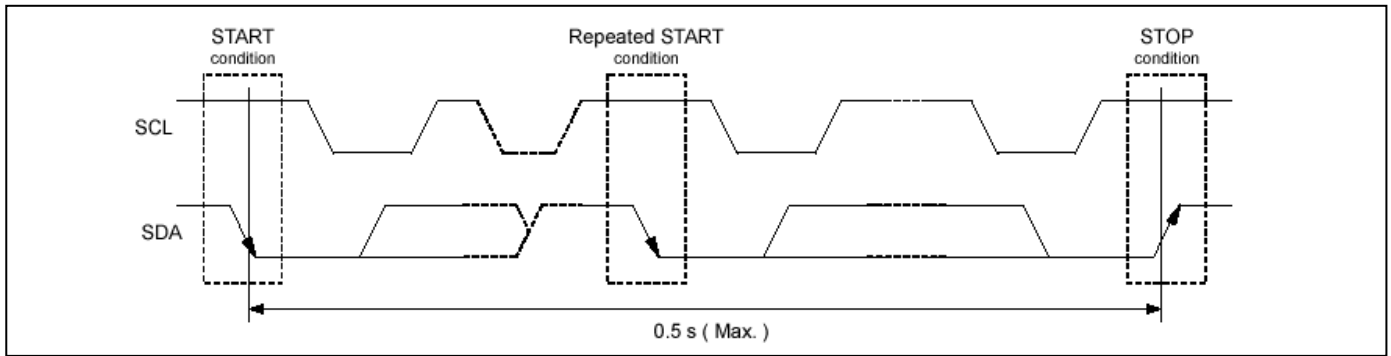 START
condition
Repeated START
condition
STOP
condition
SCL
SDA
0.5 s ( Max. )